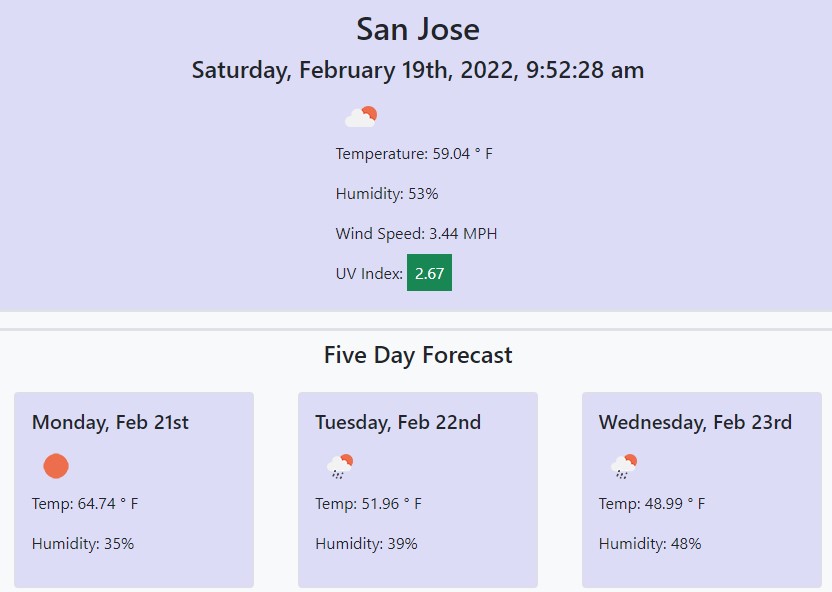 San Jose
Saturday, February 19th, 2022, 9:52:28 am
Temperature: 59.04 ° F
Humidity: 53%
Wind Speed: 3.44 MPH
UV Index: 2.67
Five Day Forecast
Monday, Feb 21st
Temp: 64.74 ° F
Humidity: 35%
Tuesday, Feb 22nd
Temp: 51.96 ° F
Humidity: 39%
Wednesday, Feb 23rd
Temp: 48.99 ° F
Humidity: 48%